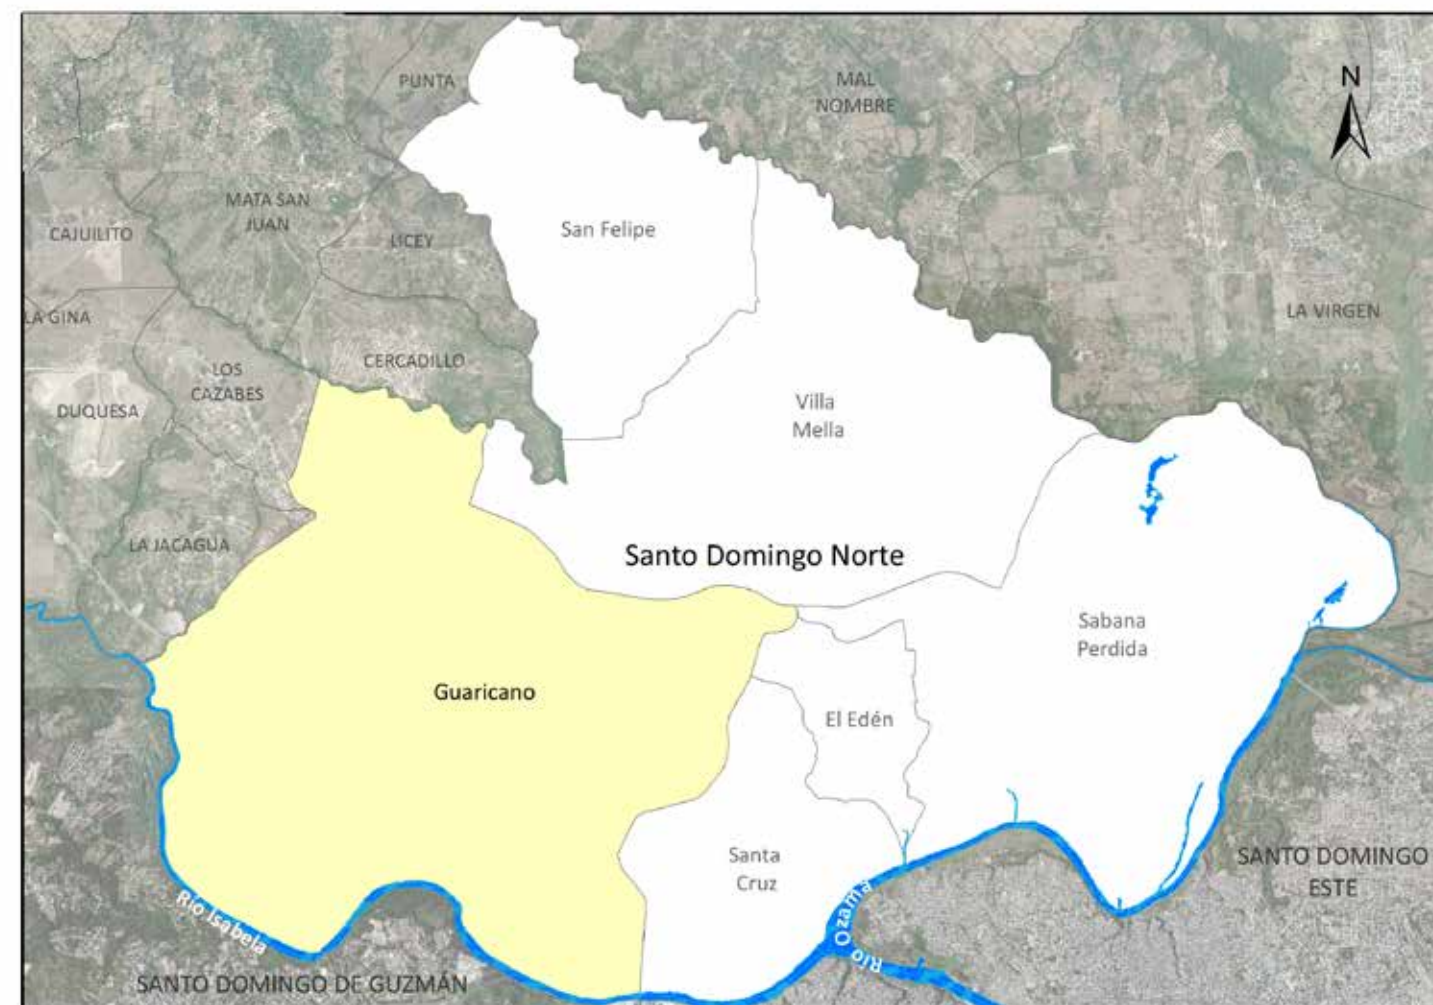 N
PUNTA
MAL
NOMBRE
MATA SAN
JUAN
CAJUILITO
LICEY
San Felipe
LA GINA
LA VIRGEN
CERCADILLO
LOS
CAZABES
DUQUESA
Villa
Mella
LA JACAGUA
Santo Domingo Norte
Sabana
Perdida
Guaricano
El Edén
Santa
Cruz
SANTO DOMINGO
ESTE
Río Isabela
Río Ozama
SANTO DOMINGO DE GUZMÁN